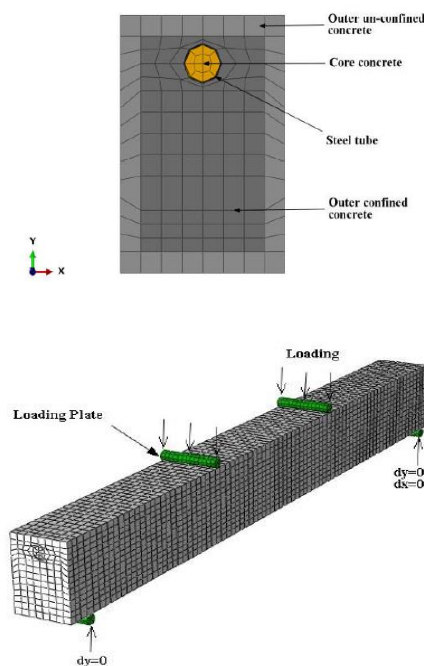 Outer un-confined
concrete
Core concrete
Steel tube
Outer confined
concrete
Y
X
Loading
Loading Plate
dy=0
dx=0
dy=0